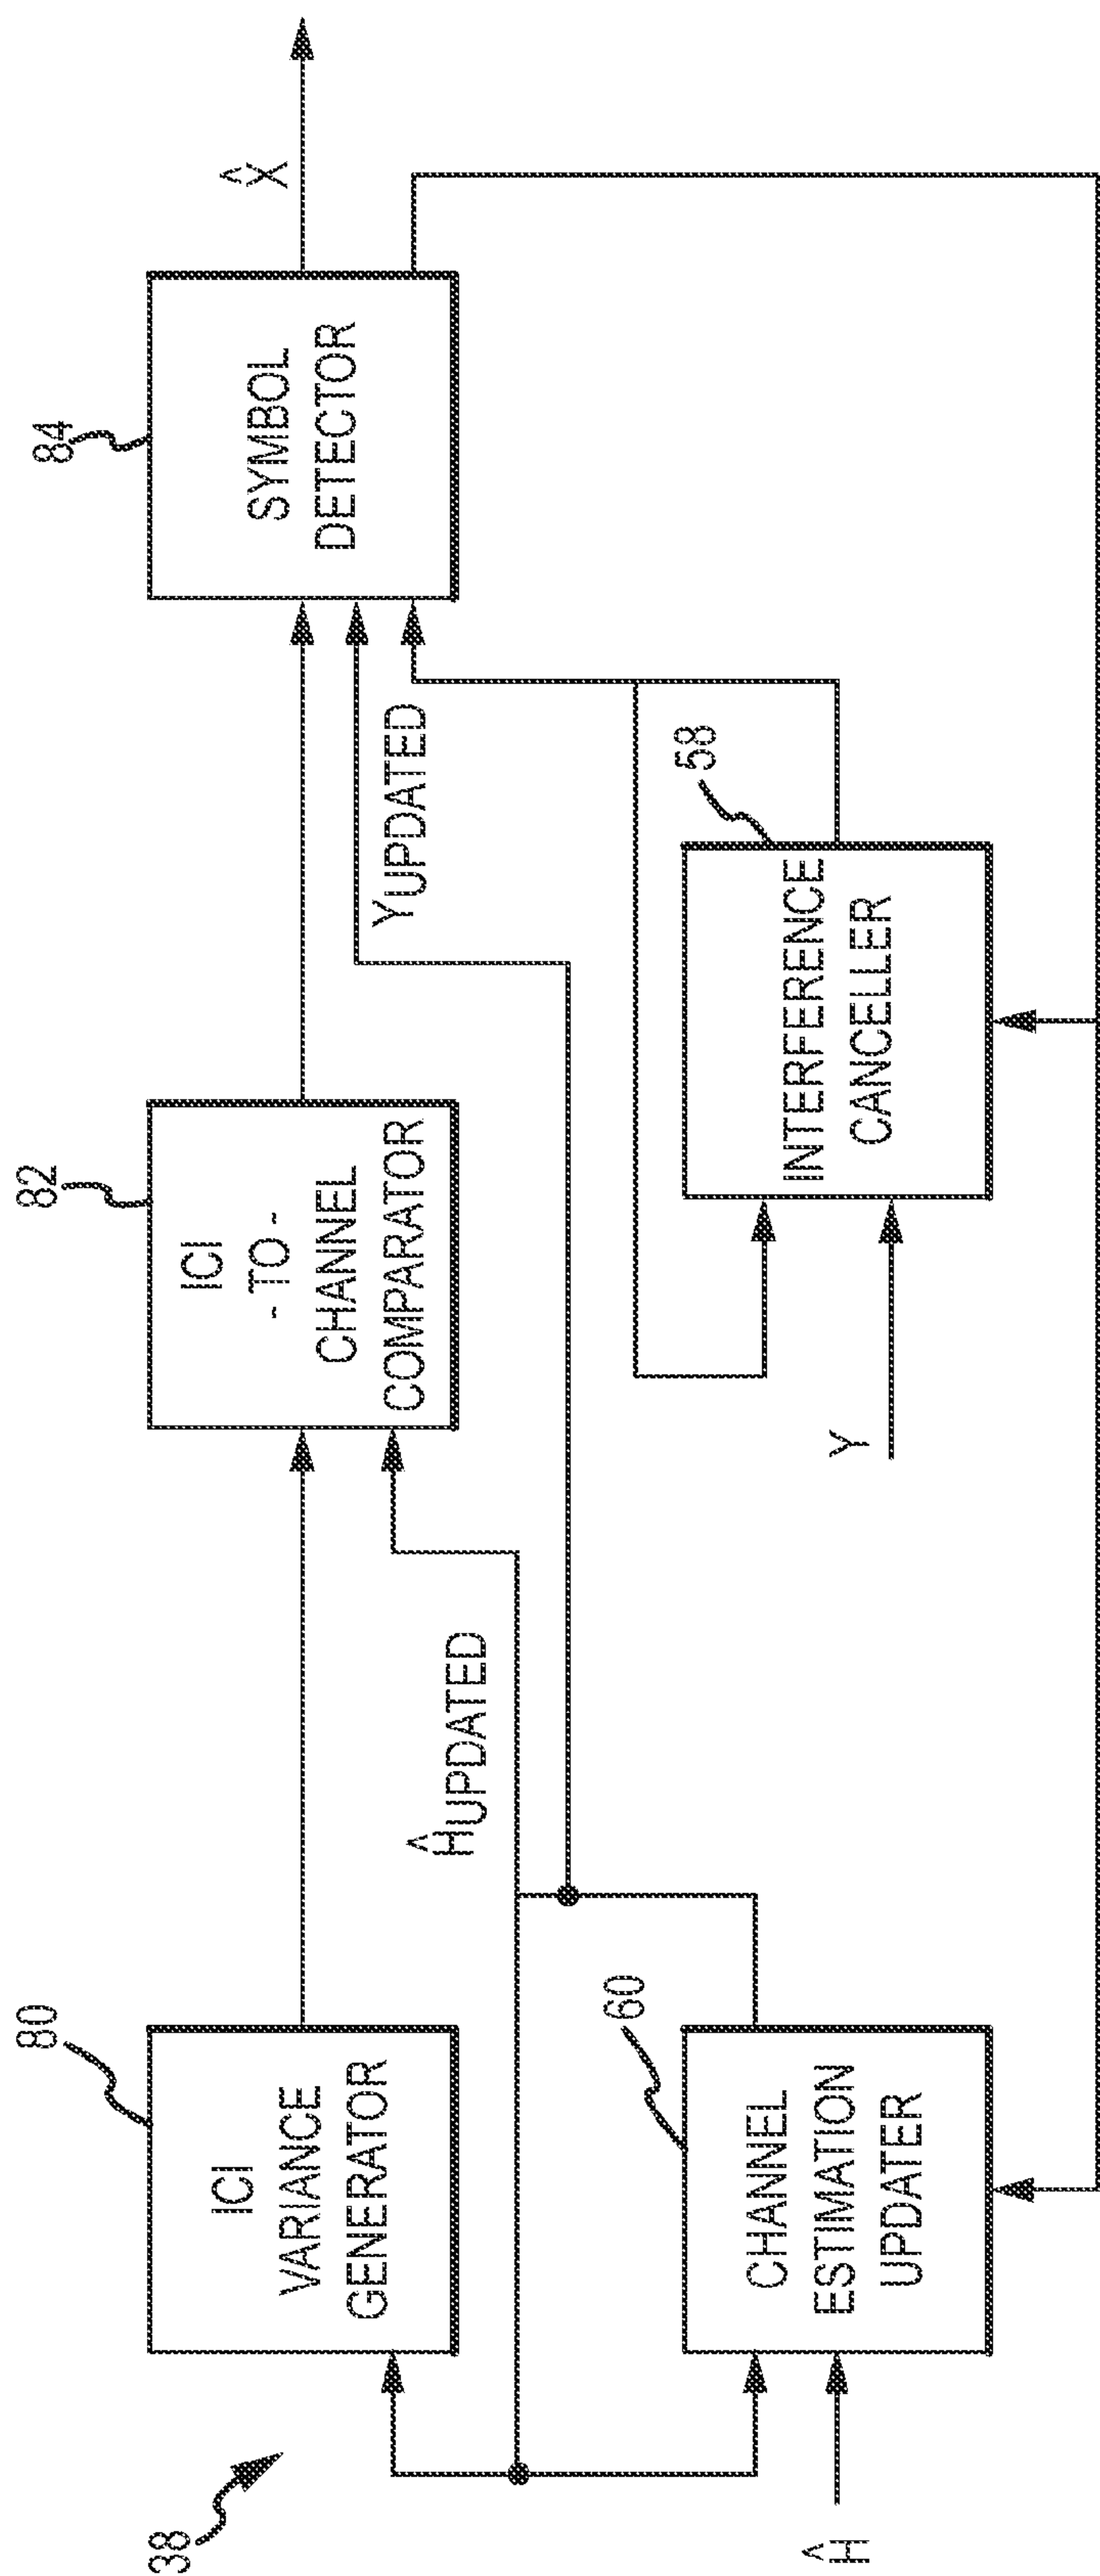 38
80
ICI
VARIANCE
GENERATOR
82
ICI
- TO -
CHANNEL
COMPARATOR
84
SYMBOL
DETECTOR
X̂
ĤUPDATED
YUPDATED
60
CHANNEL
ESTIMATION
UPDATER
Ĥ
58
INTERFERENCE
CANCELLER
Y